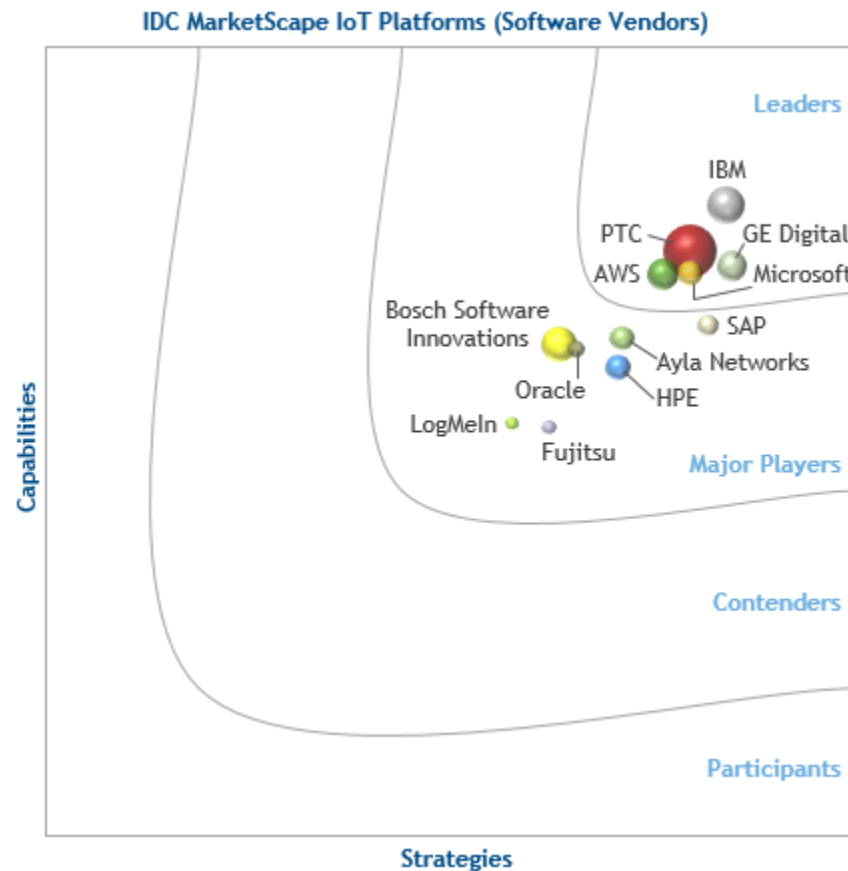 IDC MarketScape IoT Platforms (Software Vendors)
Leaders
IBM
PTC
GE Digital
AWS
Microsoft
Bosch Software
Innovations
SAP
Ayla Networks
Oracle
HPE
LogMeIn
Fujitsu
Major Players
Capabilities
Contenders
Participants
Strategies